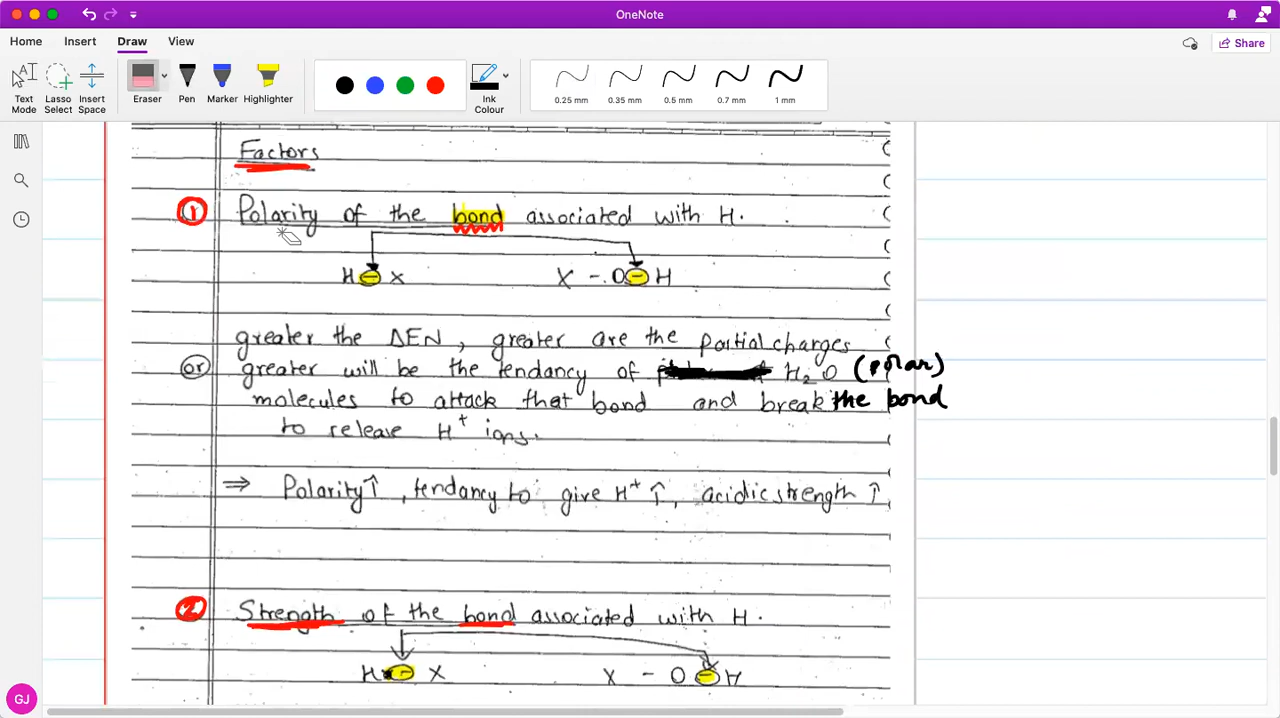 OneNote
Home Insert Draw View
Share
Text Mode
Lasso Select
Insert Space
Eraser
Pen
Marker
Highlighter
Ink Colour
0.25 mm 0.35 mm 0.5 mm 0.7 mm 1 mm
Factors
① Polarity of the bond associated with H.
H - X X - O - H
greater the ΔEN, greater are the partial charges
(or) greater will be the tendancy of H₂O (polar)
molecules to attack that bond and break the bond
to release H⁺ ions.
⇒ Polarity↑, tendancy to give H⁺ ↑, acidic strength ↑
② Strength of the bond associated with H.
H - X X - O - H
GJ